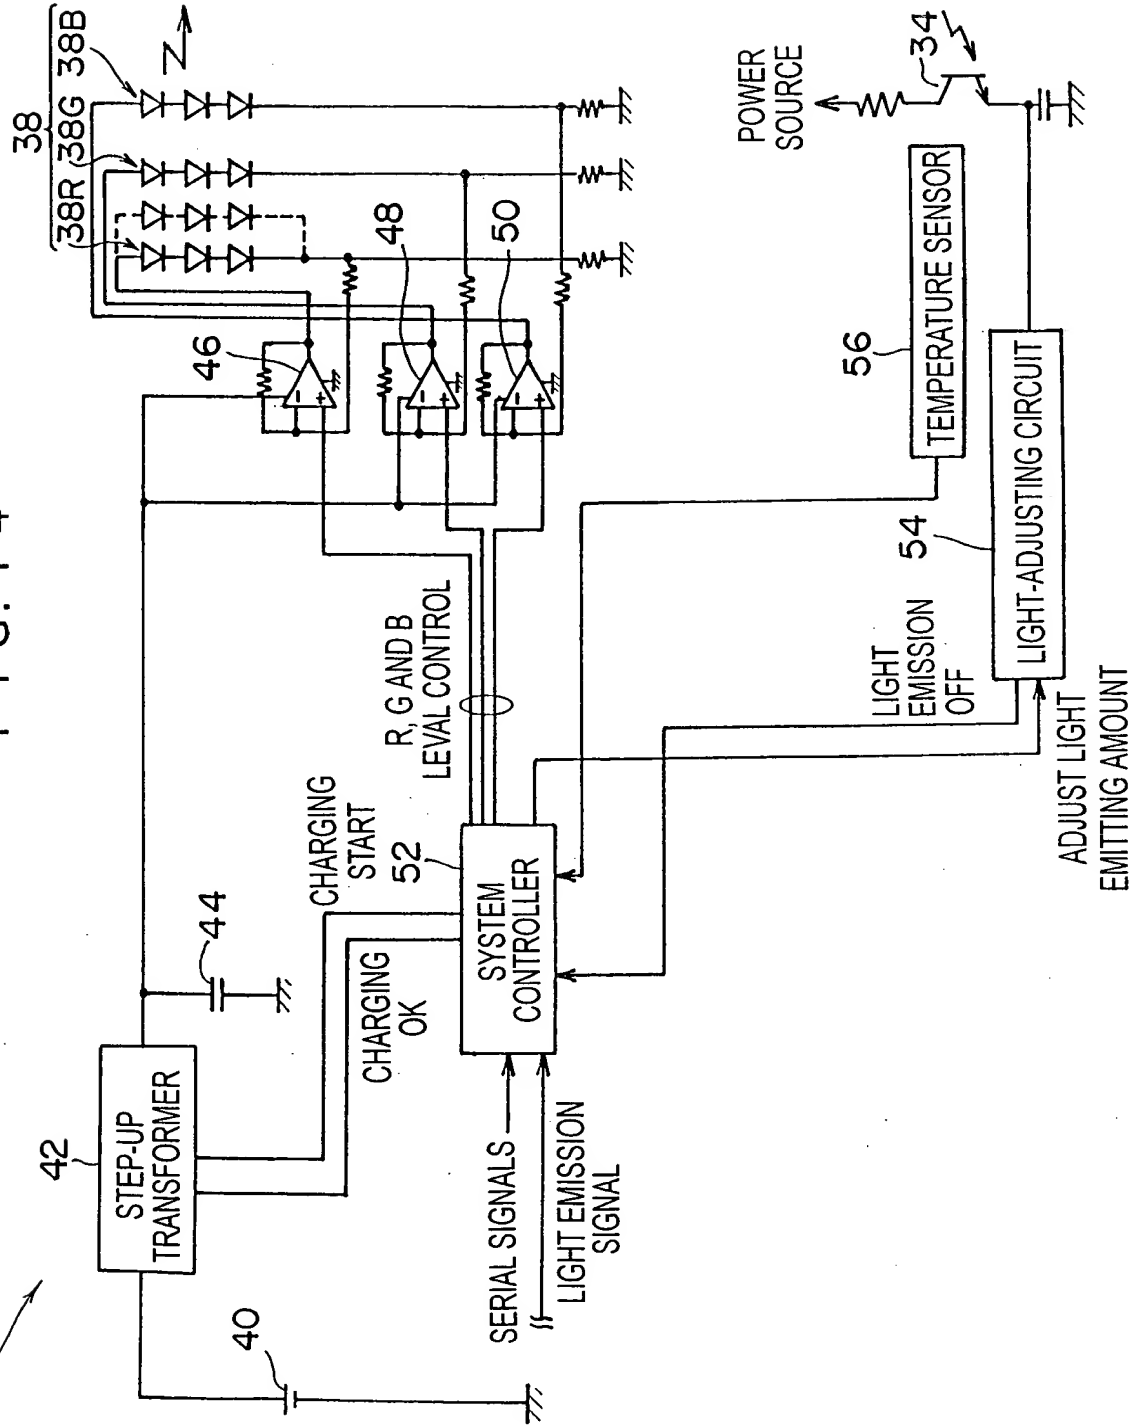 38
38R
38G
38B
42
STEP-UP
TRANSFORMER
40
44
46
48
50
CHARGING
START
CHARGING
OK
52
SYSTEM
CONTROLLER
R, G AND B
LEVAL CONTROL
SERIAL SIGNALS
LIGHT EMISSION
SIGNAL
POWER
SOURCE
34
56
TEMPERATURE SENSOR
54
LIGHT-ADJUSTING CIRCUIT
LIGHT
EMISSION
OFF
ADJUST LIGHT
EMITTING AMOUNT